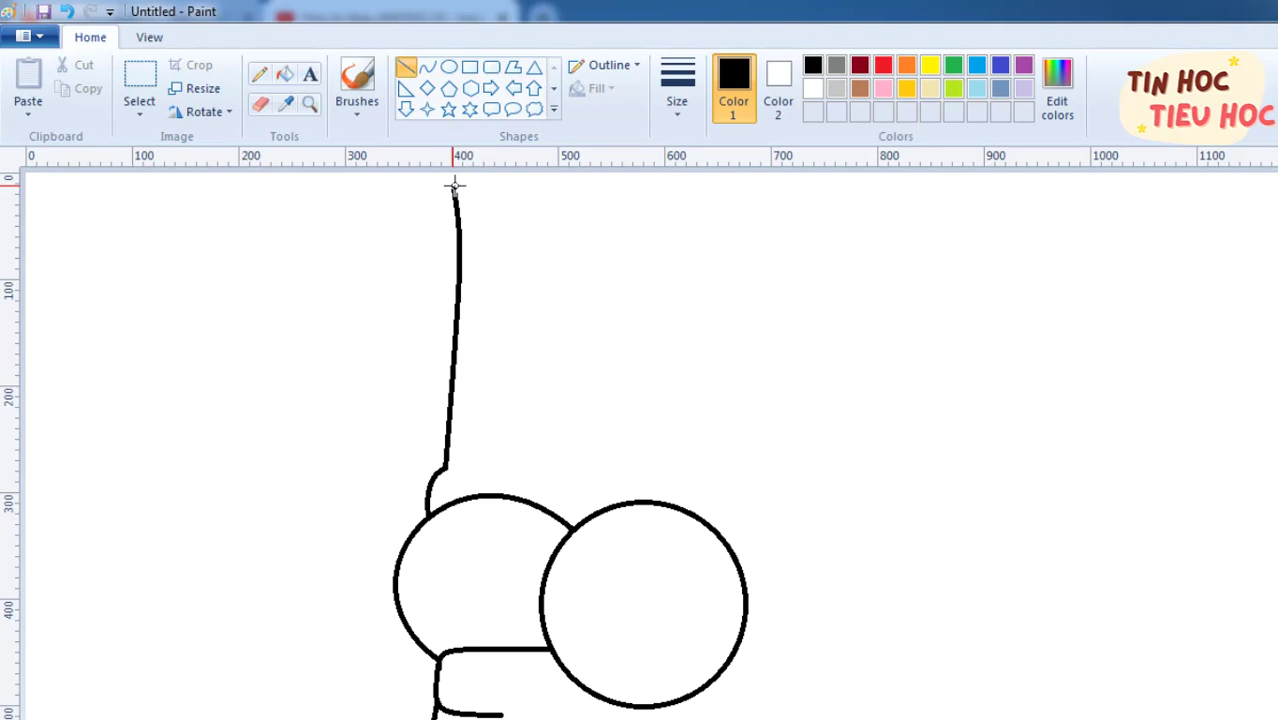 Untitled - Paint
Home View
Paste
Cut
Copy
Clipboard
Select
Crop
Resize
Rotate
Image
A
Tools
Brushes
Outline
Fill
Shapes
Size
Color
1
Color
2
Edit
colors
Colors
TIN HOC
TIEU HOC
0 100 200 300 400 500 600 700 800 900 1000 1100
0
100
200
300
400